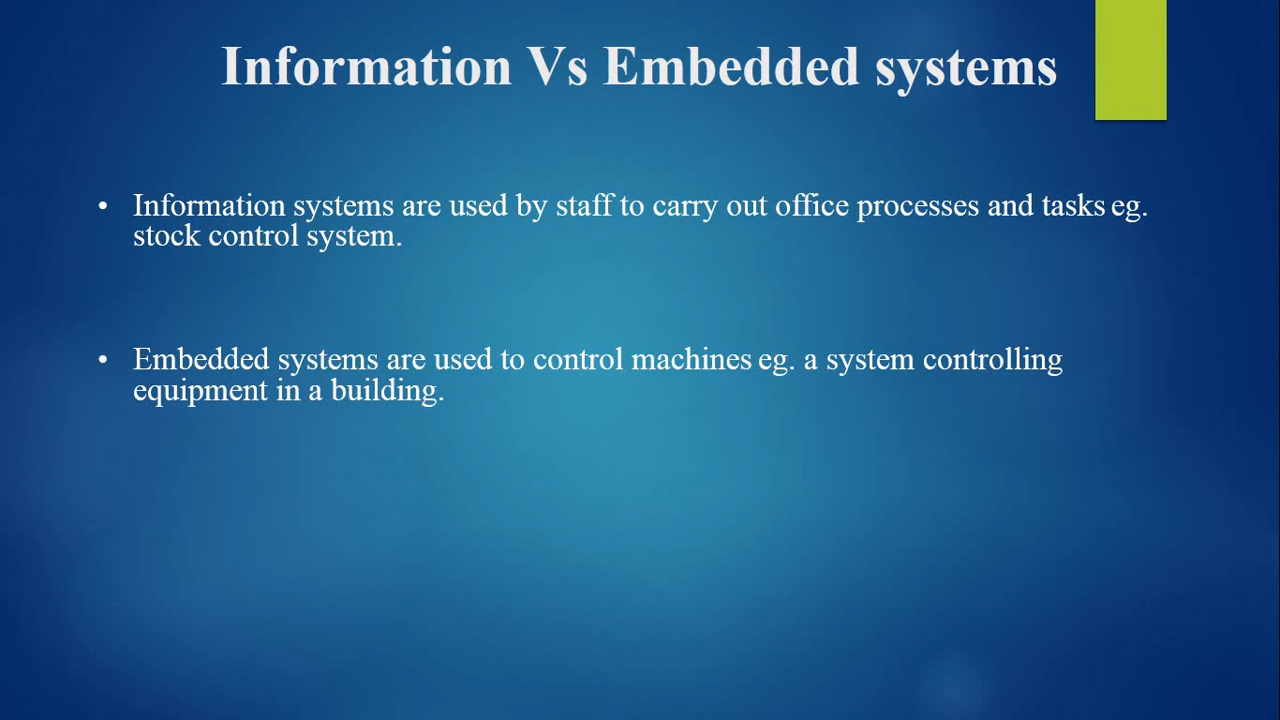 Information Vs Embedded systems
• Information systems are used by staff to carry out office processes and tasks eg.
stock control system.
• Embedded systems are used to control machines eg. a system controlling
equipment in a building.